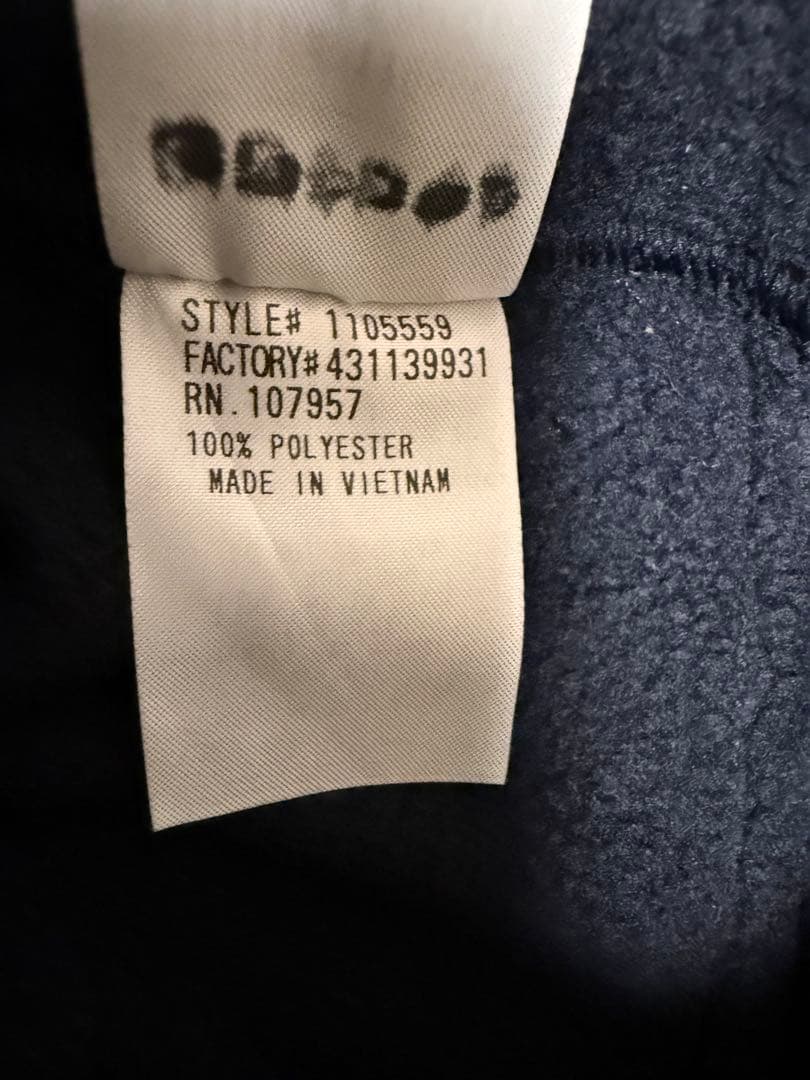 STYLE# 1105559
FACTORY#431139931
RN.107957
100% POLYESTER
MADE IN VIETNAM